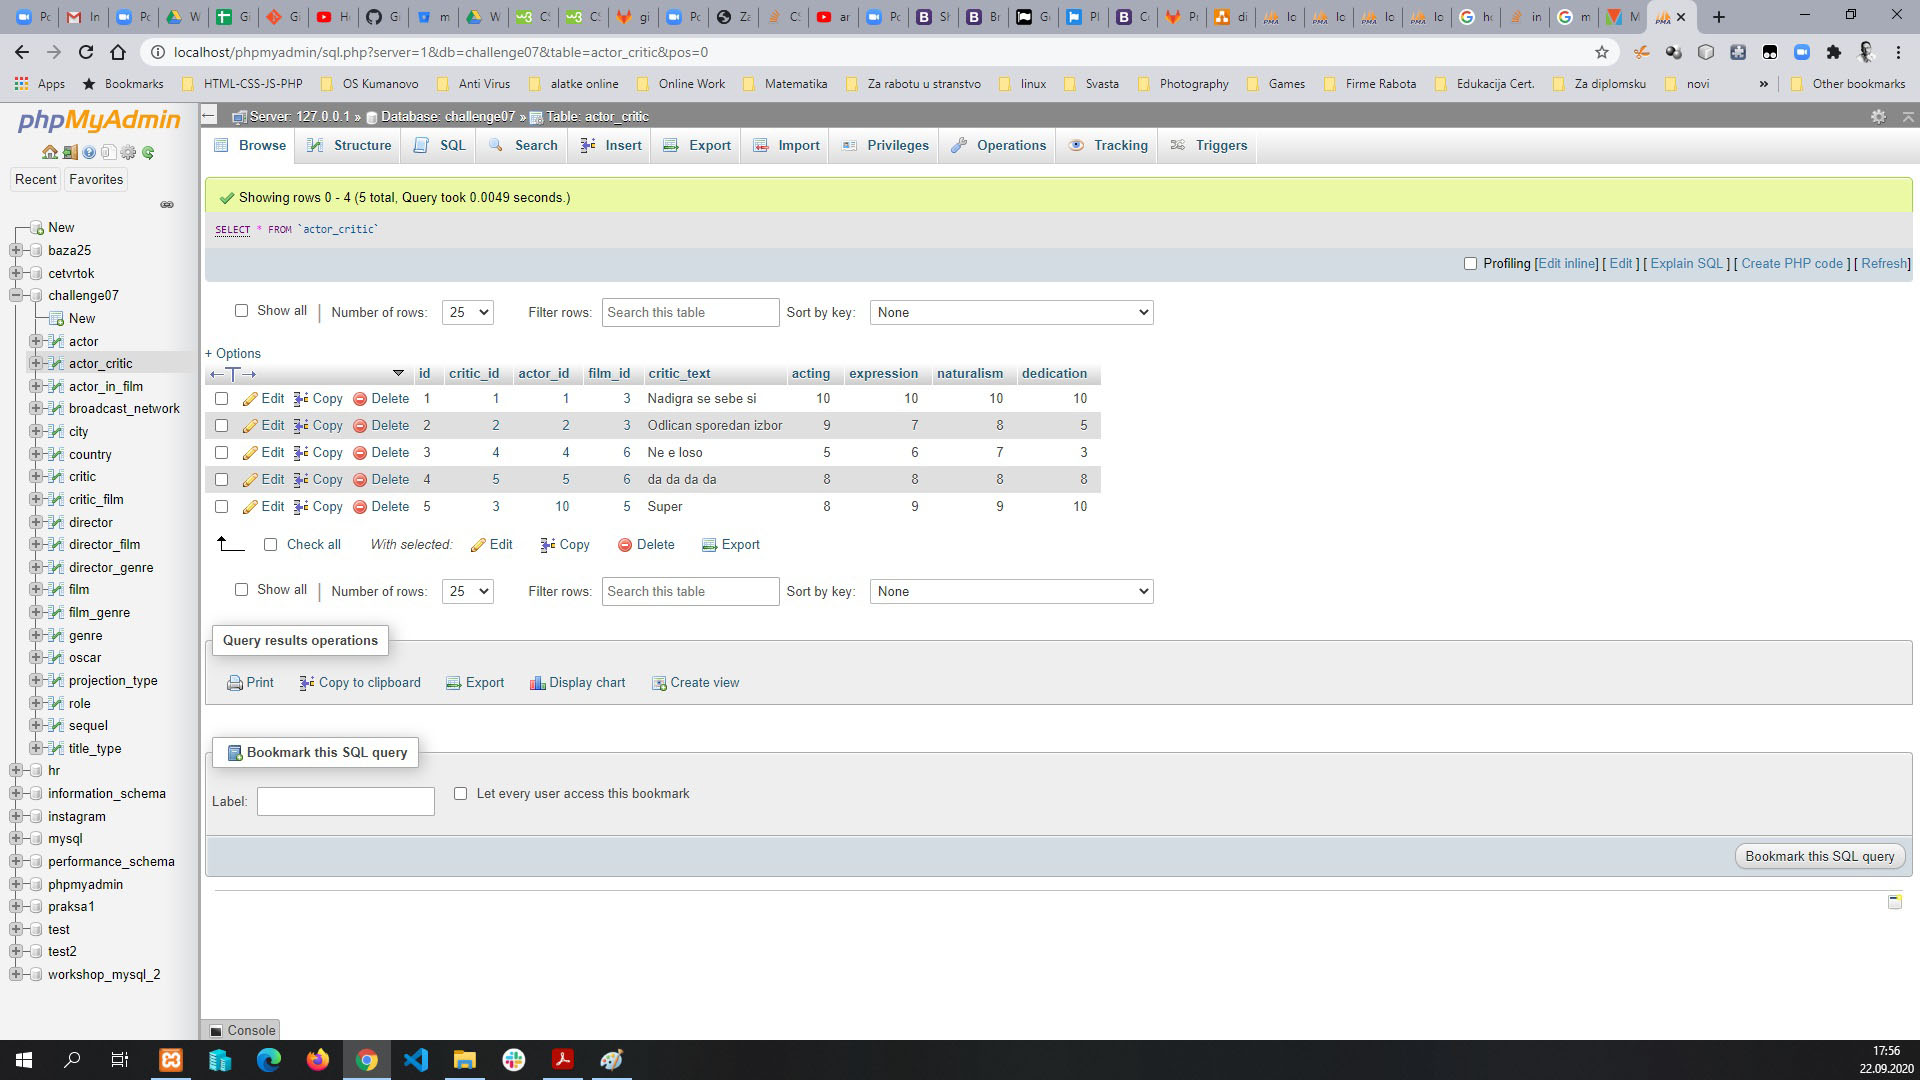 Pc In Pc W Gi Gi H Gi m W CS CS gi Pc Za CS ar Pc Sh Br G Pl C Pr di lo lo lo lo h in m M
localhost/phpmyadmin/sql.php?server=1&db=challenge07&table=actor_critic&pos=0
Apps Bookmarks HTML-CSS-JS-PHP OS Kumanovo Anti Virus alatke online Online Work Matematika Za rabotu u stranstvo linux Svasta Photography Games Firme Rabota Edukacija Cert. Za diplomsku novi » Other bookmarks
phpMyAdmin
Recent Favorites
New
baza25
cetvrtok
challenge07
New
actor
actor_critic
actor_in_film
broadcast_network
city
country
critic
critic_film
director
director_film
director_genre
film
film_genre
genre
oscar
projection_type
role
sequel
title_type
hr
information_schema
instagram
mysql
performance_schema
phpmyadmin
praksa1
test
test2
workshop_mysql_2
Server: 127.0.0.1 » Database: challenge07 » Table: actor_critic
Browse Structure SQL Search Insert Export Import Privileges Operations Tracking Triggers
Showing rows 0 - 4 (5 total, Query took 0.0049 seconds.)
SELECT * FROM `actor_critic`
Profiling [Edit inline] [ Edit ] [ Explain SQL ] [ Create PHP code ] [ Refresh]
Show all | Number of rows: 25 Filter rows: Search this table Sort by key: None
+ Options
←T→ id critic_id actor_id film_id critic_text acting expression naturalism dedication
Edit Copy Delete 1 1 1 3 Nadigra se sebe si 10 10 10 10
Edit Copy Delete 2 2 2 3 Odlican sporedan izbor 9 7 8 5
Edit Copy Delete 3 4 4 6 Ne e loso 5 6 7 3
Edit Copy Delete 4 5 5 6 da da da da 8 8 8 8
Edit Copy Delete 5 3 10 5 Super 8 9 9 10
Check all With selected: Edit Copy Delete Export
Show all | Number of rows: 25 Filter rows: Search this table Sort by key: None
Query results operations
Print Copy to clipboard Export Display chart Create view
Bookmark this SQL query
Label: Let every user access this bookmark
Bookmark this SQL query
Console
17:56
22.09.2020